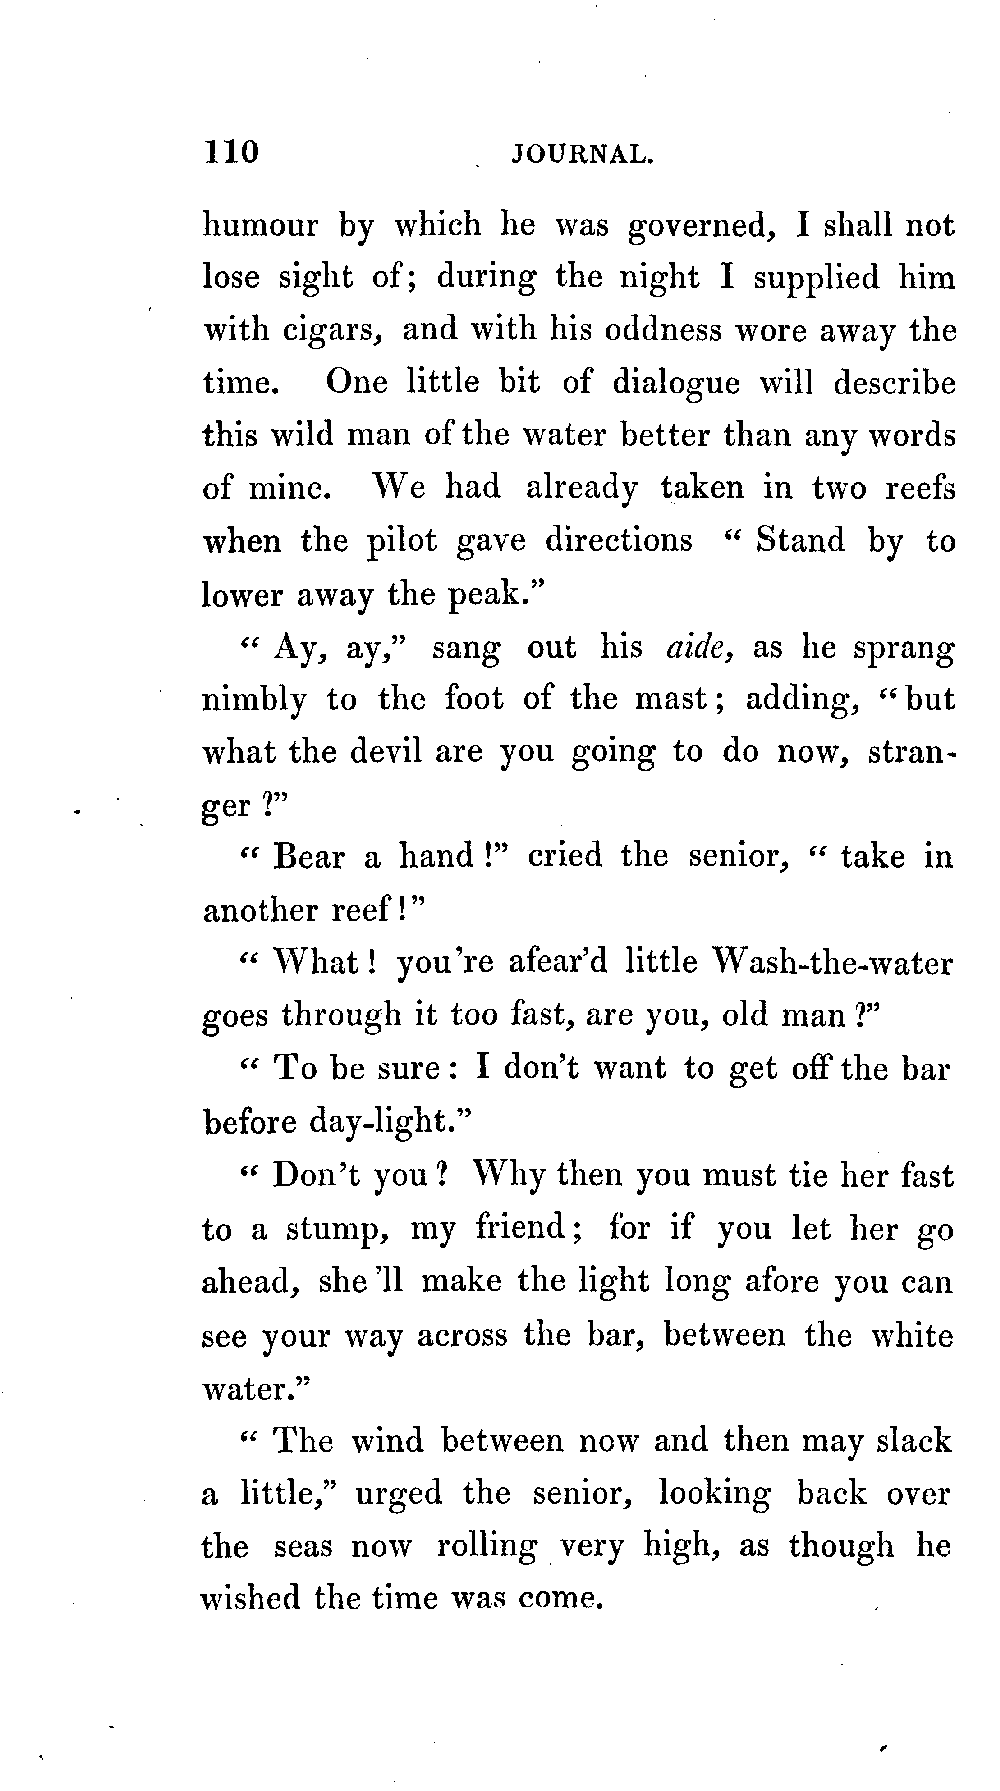 110 JOURNAL.
humour by which he was governed, I shall not
lose sight of; during the night I supplied him
with cigars, and with his oddness wore away the
time. One little bit of dialogue will describe
this wild man of the water better than any words
of mine. We had already taken in two reefs
when the pilot gave directions “ Stand by to
lower away the peak.”
“ Ay, ay,” sang out his aide, as he sprang
nimbly to the foot of the mast; adding, “but
what the devil are you going to do now, stran-
ger ?”
“ Bear a hand !” cried the senior, “ take in
another reef!”
“ What ! you're afear'd little Wash-the-water
goes through it too fast, are you, old man ?”
“ To be sure : I don't want to get off the bar
before day-light.”
“ Don't you ? Why then you must tie her fast
to a stump, my friend; for if you let her go
ahead, she 'll make the light long afore you can
see your way across the bar, between the white
water.”
“ The wind between now and then may slack
a little,” urged the senior, looking back over
the seas now rolling very high, as though he
wished the time was come.